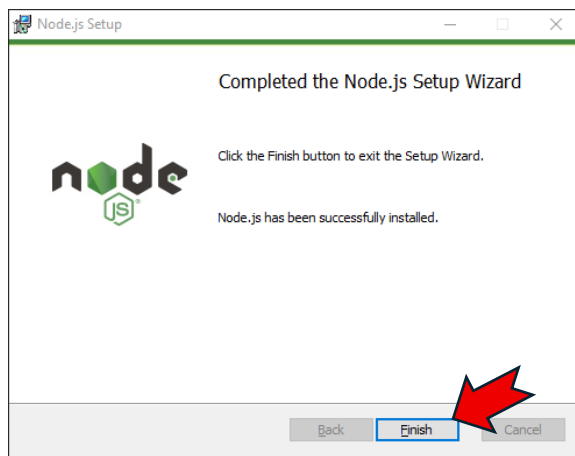 Node.js Setup
Completed the Node.js Setup Wizard
Click the Finish button to exit the Setup Wizard.
node
JS
Node.js has been successfully installed.
Back Finish Cancel